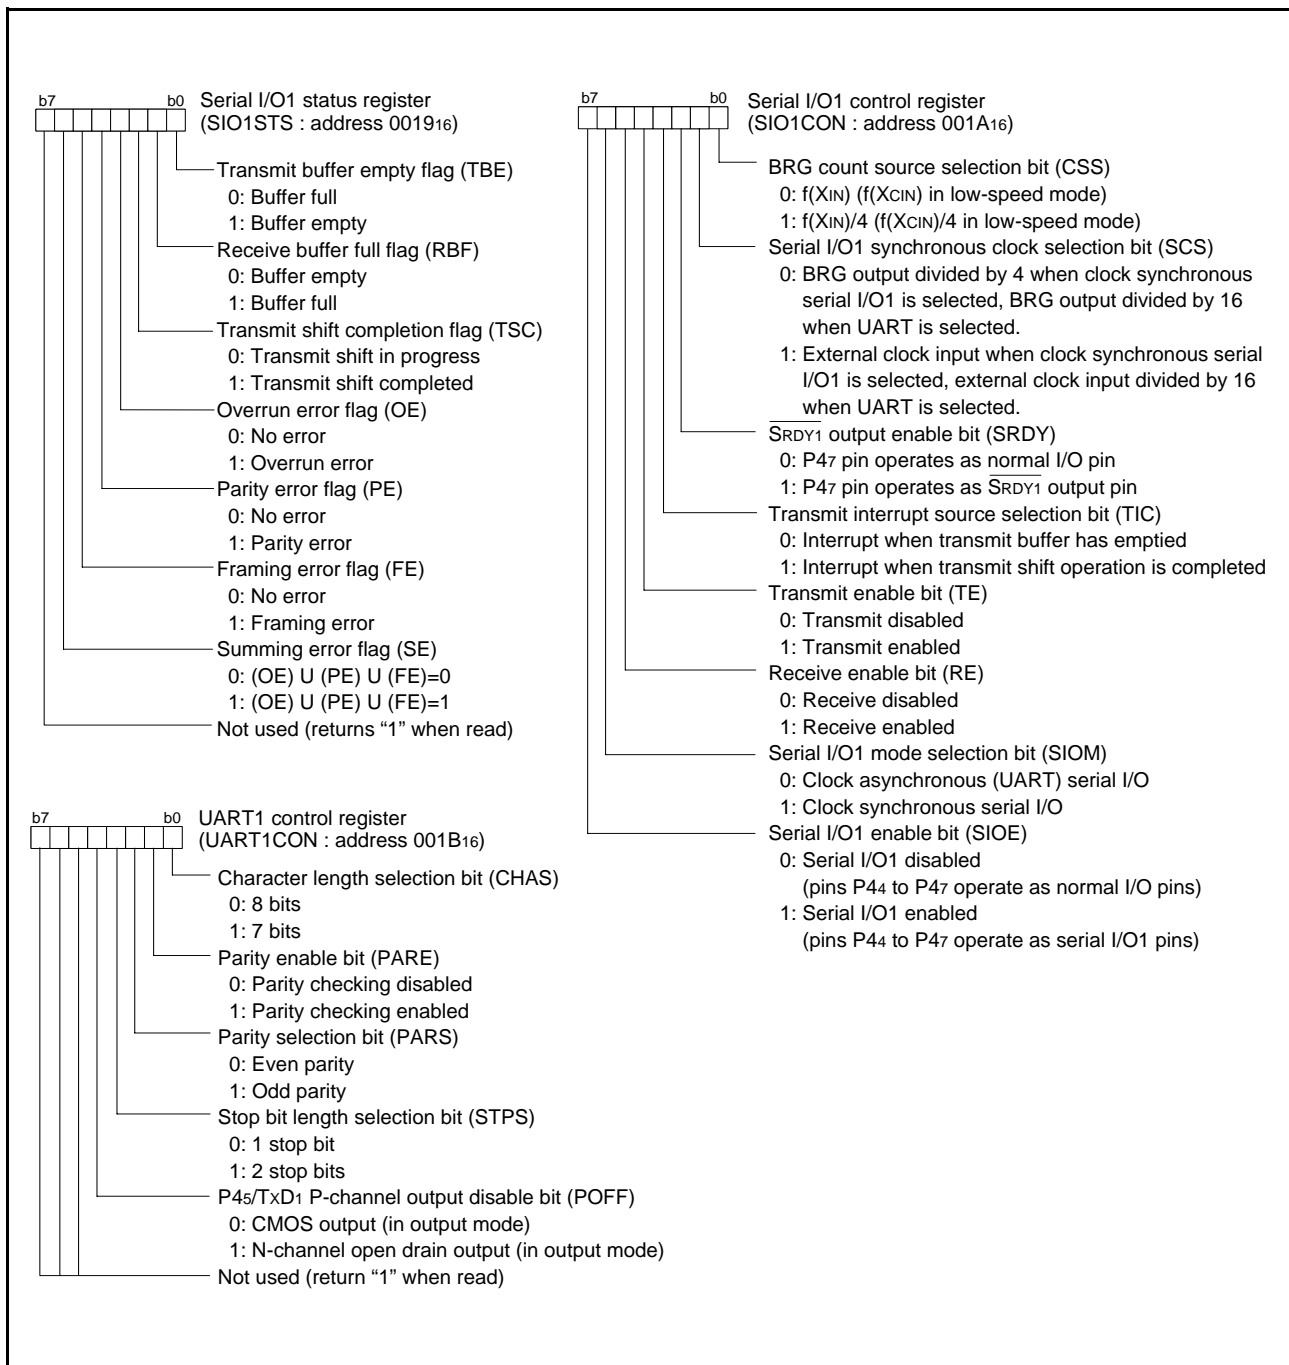 b7 b0 Serial I/O1 status register
(SIO1STS : address 001916)
Transmit buffer empty flag (TBE)
0: Buffer full
1: Buffer empty
Receive buffer full flag (RBF)
0: Buffer empty
1: Buffer full
Transmit shift completion flag (TSC)
0: Transmit shift in progress
1: Transmit shift completed
Overrun error flag (OE)
0: No error
1: Overrun error
Parity error flag (PE)
0: No error
1: Parity error
Framing error flag (FE)
0: No error
1: Framing error
Summing error flag (SE)
0: (OE) U (PE) U (FE)=0
1: (OE) U (PE) U (FE)=1
Not used (returns “1” when read)
b7 b0 UART1 control register
(UART1CON : address 001B16)
Character length selection bit (CHAS)
0: 8 bits
1: 7 bits
Parity enable bit (PARE)
0: Parity checking disabled
1: Parity checking enabled
Parity selection bit (PARS)
0: Even parity
1: Odd parity
Stop bit length selection bit (STPS)
0: 1 stop bit
1: 2 stop bits
P45/TXD1 P-channel output disable bit (POFF)
0: CMOS output (in output mode)
1: N-channel open drain output (in output mode)
Not used (return “1” when read)
b7 b0 Serial I/O1 control register
(SIO1CON : address 001A16)
BRG count source selection bit (CSS)
0: f(XIN) (f(XCIN) in low-speed mode)
1: f(XIN)/4 (f(XCIN)/4 in low-speed mode)
Serial I/O1 synchronous clock selection bit (SCS)
0: BRG output divided by 4 when clock synchronous
serial I/O1 is selected, BRG output divided by 16
when UART is selected.
1: External clock input when clock synchronous serial
I/O1 is selected, external clock input divided by 16
when UART is selected.
SRDY1 output enable bit (SRDY)
0: P47 pin operates as normal I/O pin
1: P47 pin operates as SRDY1 output pin
Transmit interrupt source selection bit (TIC)
0: Interrupt when transmit buffer has emptied
1: Interrupt when transmit shift operation is completed
Transmit enable bit (TE)
0: Transmit disabled
1: Transmit enabled
Receive enable bit (RE)
0: Receive disabled
1: Receive enabled
Serial I/O1 mode selection bit (SIOM)
0: Clock asynchronous (UART) serial I/O
1: Clock synchronous serial I/O
Serial I/O1 enable bit (SIOE)
0: Serial I/O1 disabled
(pins P44 to P47 operate as normal I/O pins)
1: Serial I/O1 enabled
(pins P44 to P47 operate as serial I/O1 pins)